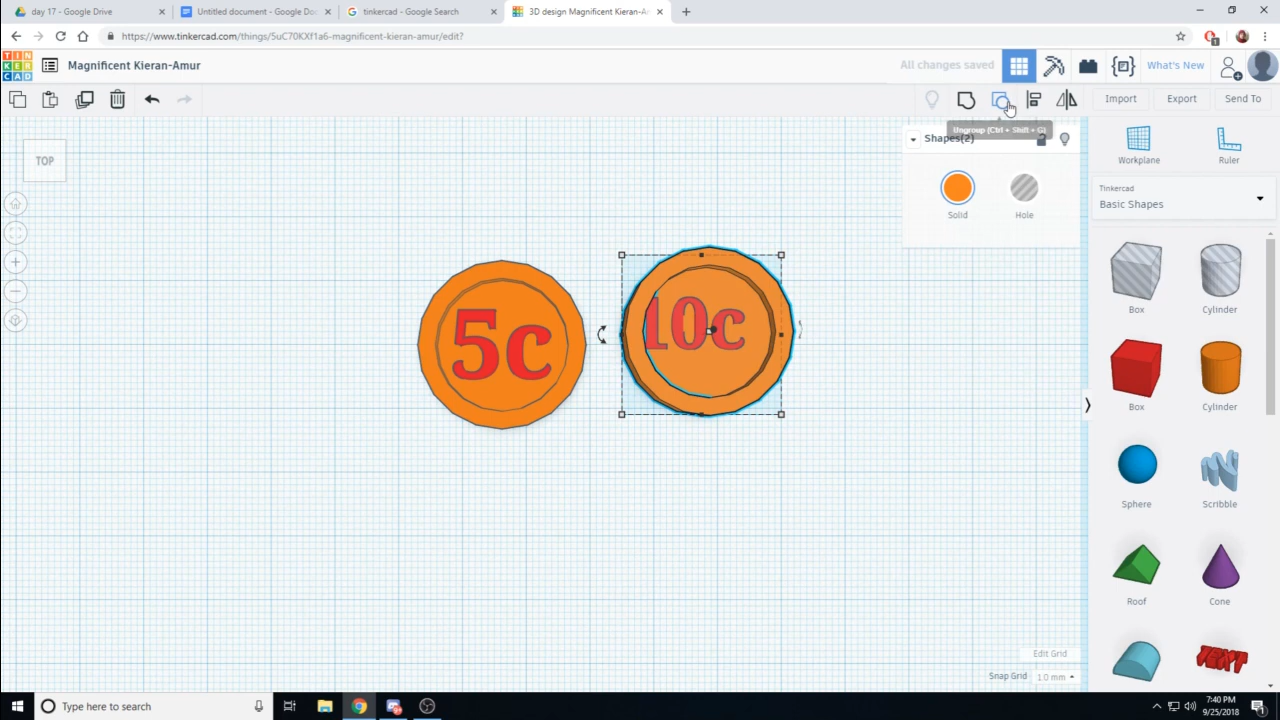 day 17 - Google Drive
Untitled document - Google Doc
tinkercad - Google Search
3D design Magnificent Kieran-Am
https://www.tinkercad.com/things/5uC70KXf1a6-magnificent-kieran-amur/edit?
TIN
KER
CAD
Magnificent Kieran-Amur
All changes saved
What's New
Import
Export
Send To
Ungroup (Ctrl + Shift + G)
Shapes(2)
Solid
Hole
TOP
Workplane
Ruler
Tinkercad
Basic Shapes
Box
Cylinder
Box
Cylinder
Sphere
Scribble
Roof
Cone
TEXT
5c
10c
Edit Grid
Snap Grid
1.0 mm
Type here to search
7:40 PM
9/25/2018